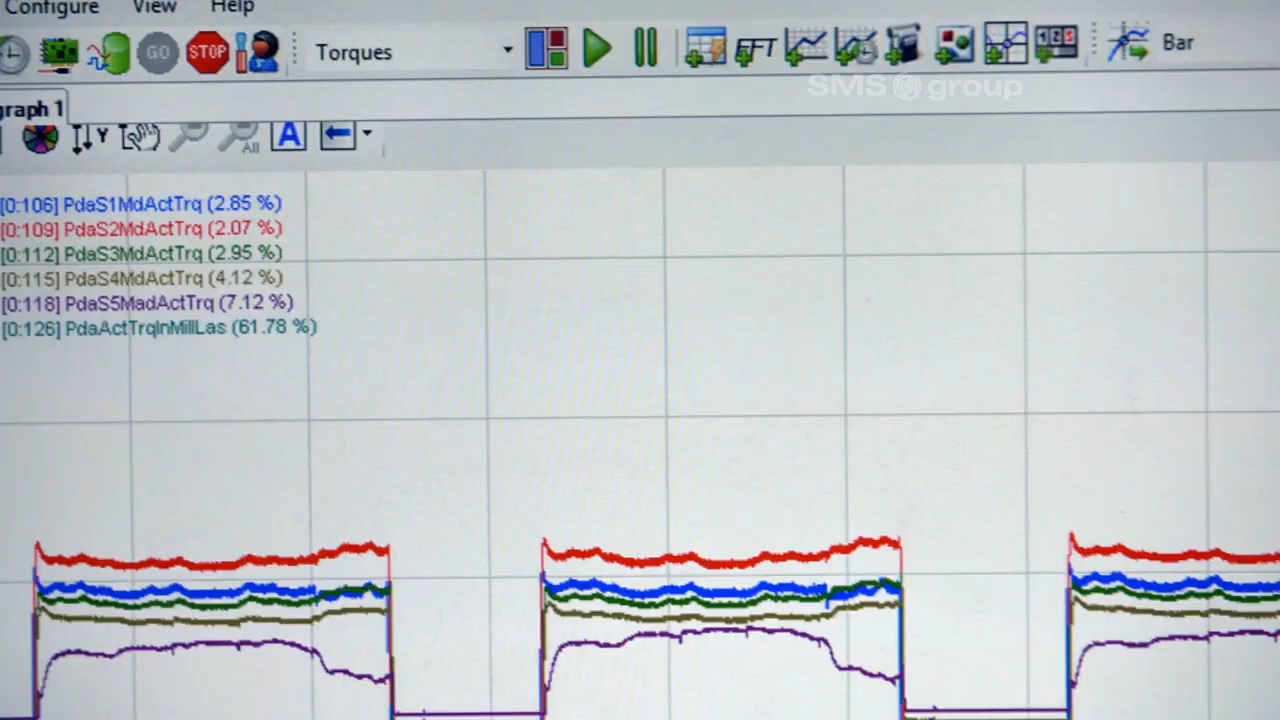 Configure View Help
GO STOP Torques FFT 123 Bar
SMS group
graph 1
Y All A
[0:106] PdaS1MdActTrq (2.85 %)
[0:109] PdaS2MdActTrq (2.07 %)
[0:112] PdaS3MdActTrq (2.95 %)
[0:115] PdaS4MdActTrq (4.12 %)
[0:118] PdaS5MadActTrq (7.12 %)
[0:126] PdaActTrqInMillLas (61.78 %)